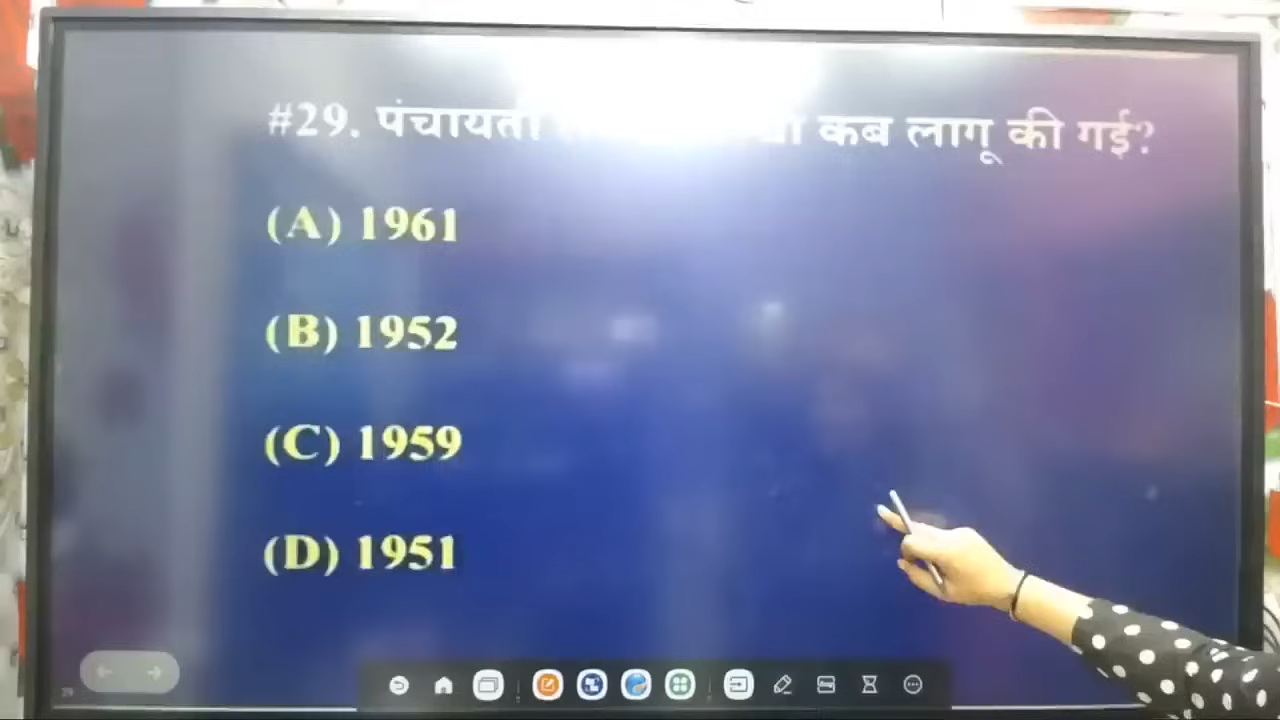 #29. पंचायती कब लागू की गई?
(A) 1961
(B) 1952
(C) 1959
(D) 1951